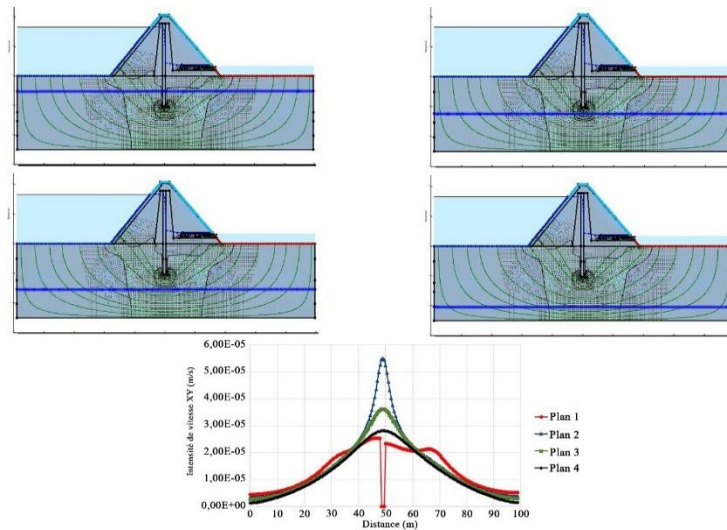 6,00E-05
5,00E-05
4,00E-05
3,00E-05
2,00E-05
1,00E-05
0,00E+00
Intensité de vitesse XY (m/s)
0 10 20 30 40 50 60 70 80 90 100
Distance (m)
Plan 1
Plan 2
Plan 3
Plan 4